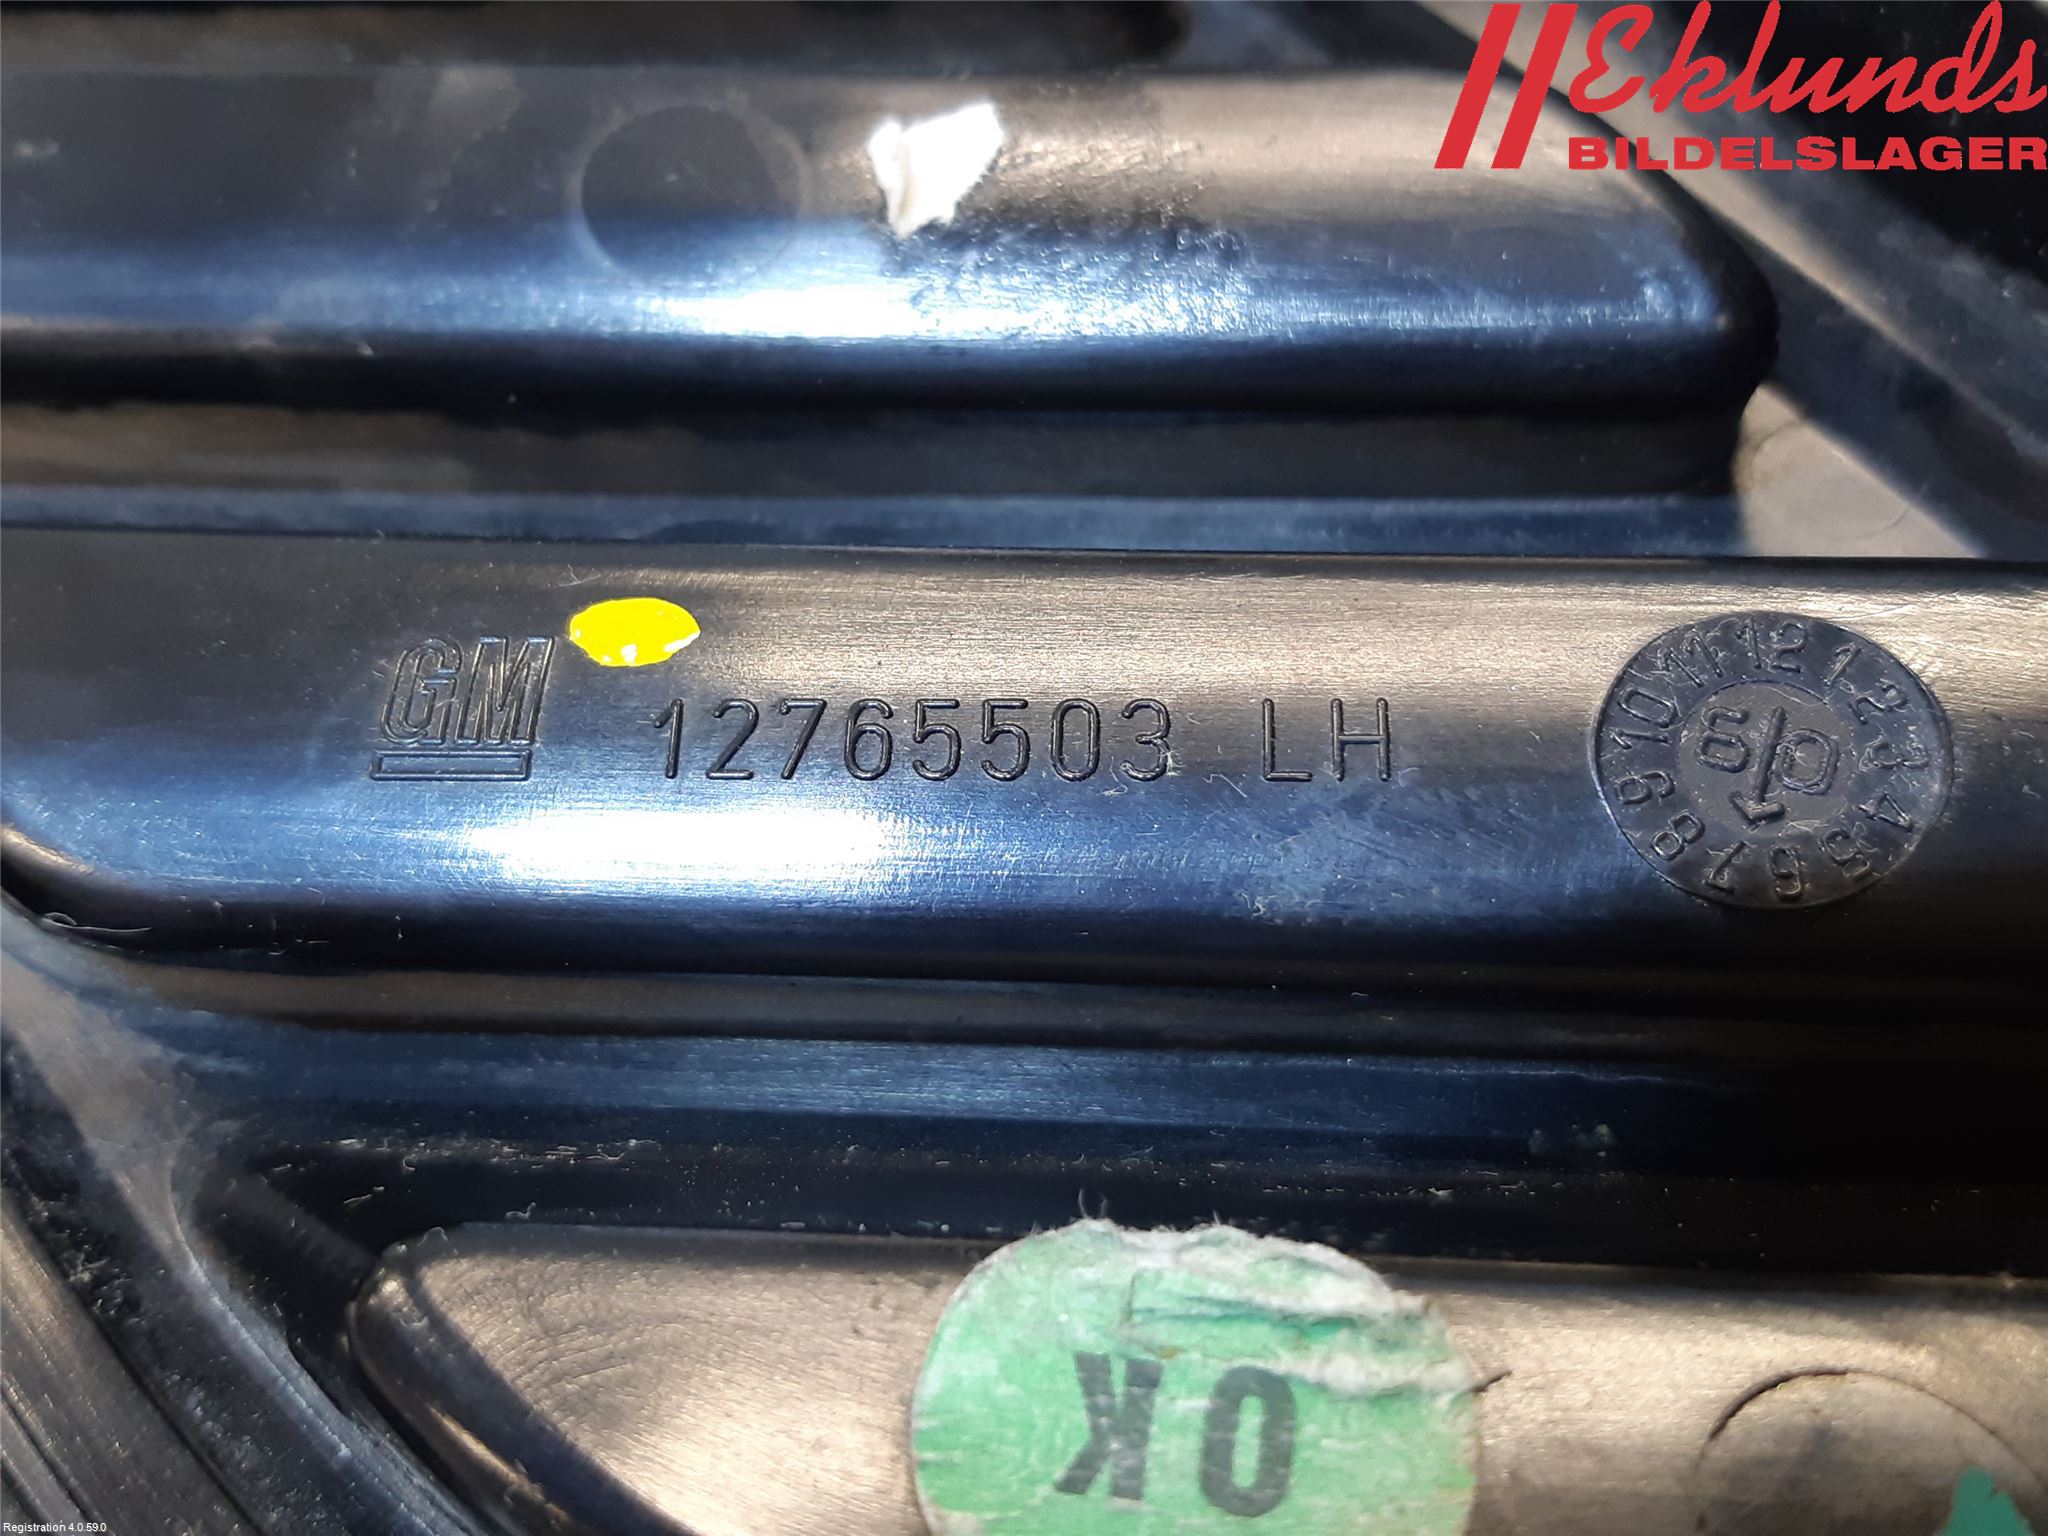 Eklunds
BILDELSLAGER
GM
12765503 LH
1 2 3 4 5 6 7 8 9 10 11 12
OK
Registration 4.0.59.0